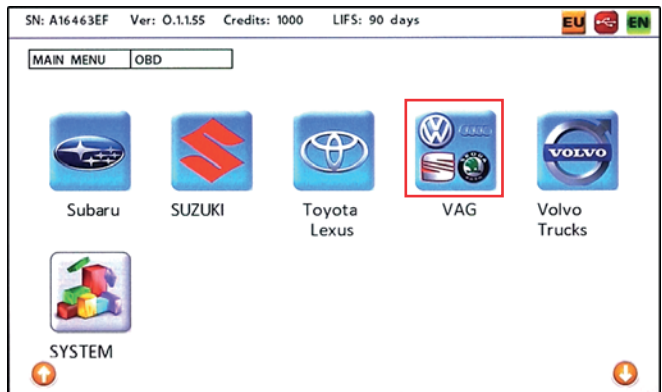 SN: A16463EF Ver: 0.1.1.55 Credits: 1000 LIFS: 90 days EU EN
MAIN MENU OBD
VOLVO
Subaru SUZUKI Toyota Lexus VAG Volvo Trucks
SYSTEM